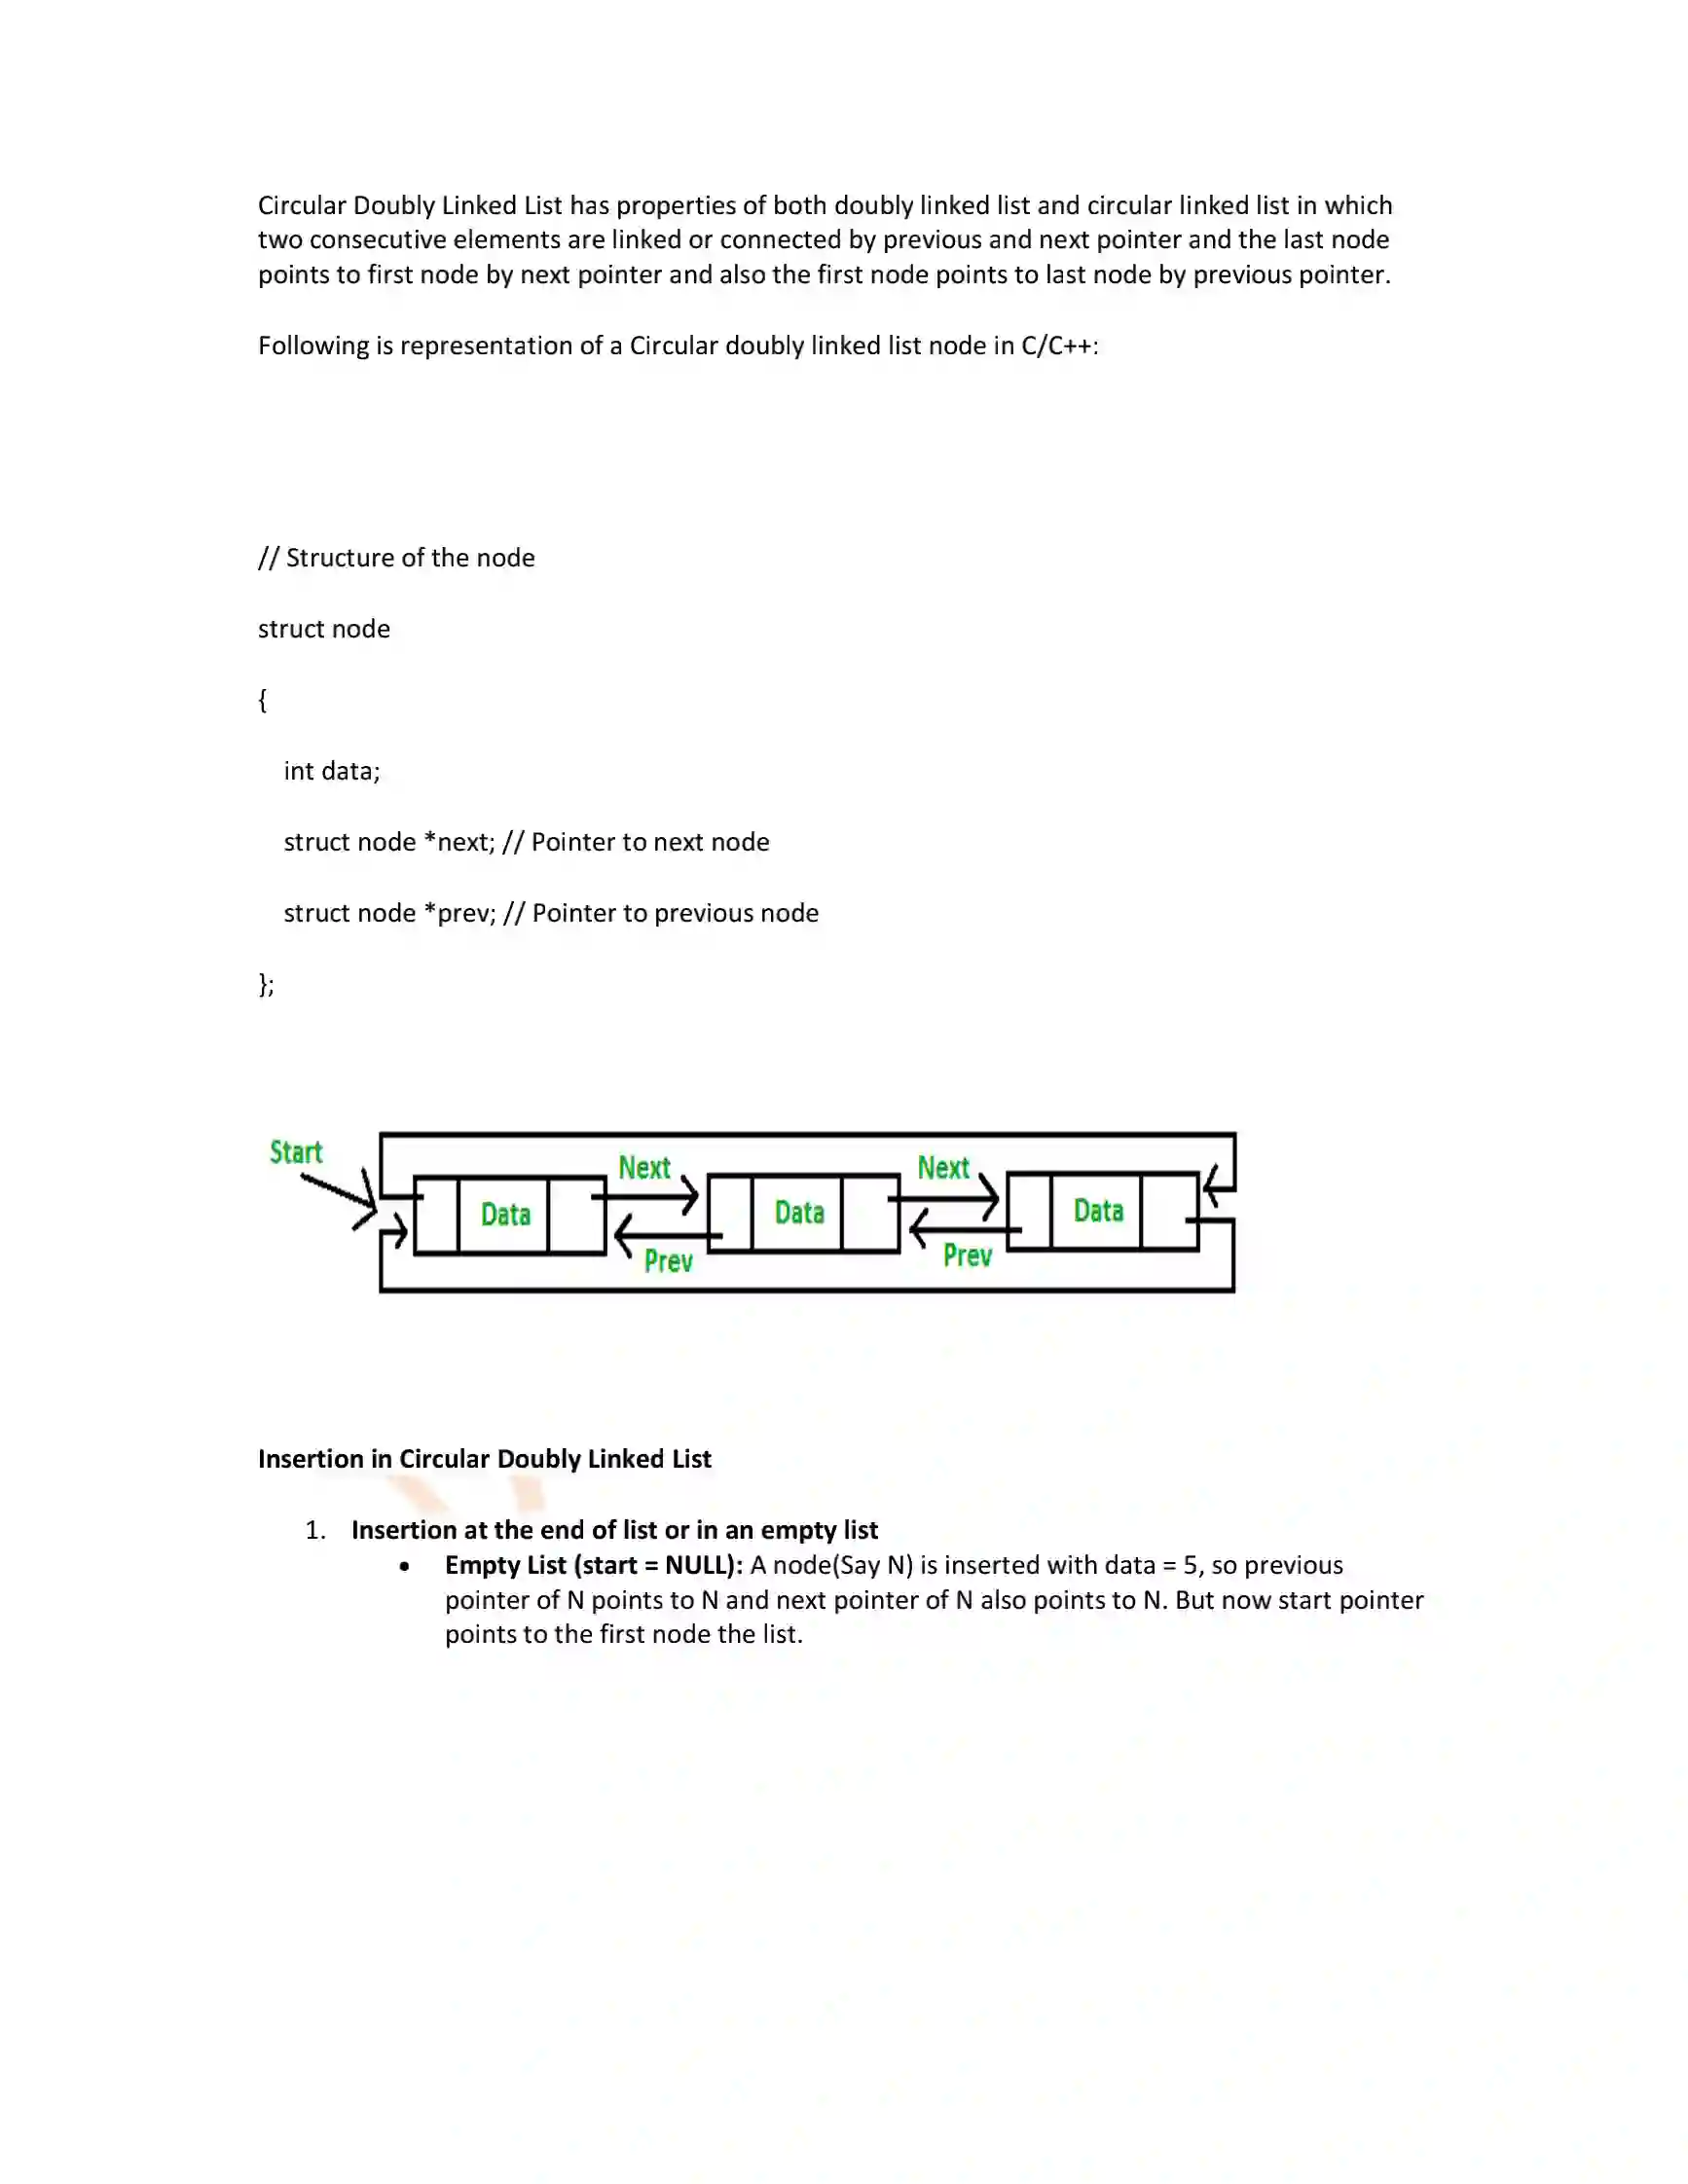 Circular Doubly Linked List has properties of both doubly linked list and circular linked list in which
two consecutive elements are linked or connected by previous and next pointer and the last node
points to first node by next pointer and also the first node points to last node by previous pointer.
Following is representation of a Circular doubly linked list node in C/C++:
// Structure of the node
struct node
{
int data;
struct node *next; // Pointer to next node
struct node *prev; // Pointer to previous node
};
Start
Next
Next
Data
Data
Data
Prev
Prev
Insertion in Circular Doubly Linked List
1. Insertion at the end of list or in an empty list
• Empty List (start = NULL): A node(Say N) is inserted with data = 5, so previous
pointer of N points to N and next pointer of N also points to N. But now start pointer
points to the first node the list.